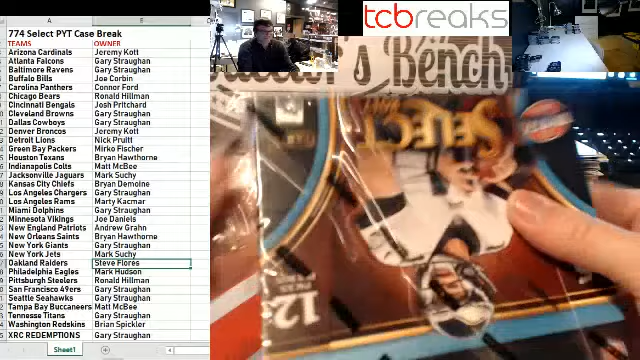 A
B
774 Select PYT Case Break
TEAMS OWNER
Arizona Cardinals Jeremy Kott
Atlanta Falcons Gary Straughan
Baltimore Ravens Gary Straughan
Buffalo Bills Joe Corbin
Carolina Panthers Connor Ford
Chicago Bears Ronald Hillman
Cincinnati Bengals Josh Pritchard
Cleveland Browns Gary Straughan
Dallas Cowboys Gary Straughan
Denver Broncos Jeremy Kott
Detroit Lions Nick Pruitt
Green Bay Packers Mirko Fischer
Houston Texans Bryan Hawthorne
Indianapolis Colts Matt McBee
Jacksonville Jaguars Mark Suchy
Kansas City Chiefs Bryan Demoine
Los Angeles Chargers Gary Straughan
Los Angeles Rams Marty Kacmar
Miami Dolphins Gary Straughan
Minnesota Vikings Joe Daniels
New England Patriots Andrew Grahn
New Orleans Saints Bryan Hawthorne
New York Giants Gary Straughan
New York Jets Mark Suchy
Oakland Raiders Steve Flores
Philadelphia Eagles Mark Hudson
Pittsburgh Steelers Ronald Hillman
San Francisco 49ers Gary Straughan
Seattle Seahawks Gary Straughan
Tampa Bay Buccaneers Matt McBee
Tennesse Titans Gary Straughan
Washington Redskins Brian Spickler
XRC REDEMPTIONS Gary Straughan
Sheet1
tcbreaks
's Bench
SELECT
12